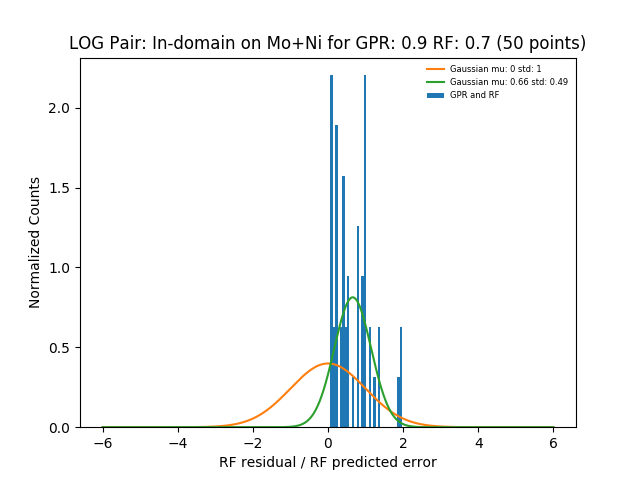 LOG Pair: In-domain on Mo+Ni for GPR: 0.9 RF: 0.7 (50 points)
Gaussian mu: 0 std: 1
Gaussian mu: 0.66 std: 0.49
GPR and RF
Normalized Counts
2.0
1.5
1.0
0.5
0.0
−6 −4 −2 0 2 4 6
RF residual / RF predicted error